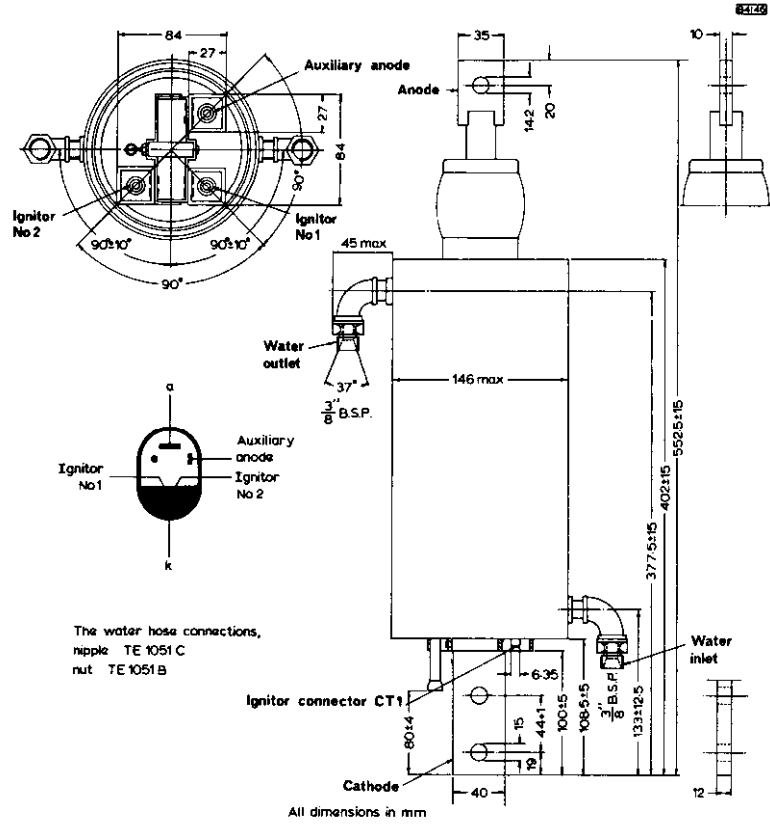 B4146
84
27
Auxiliary anode
27
84
90°
Ignitor
No 2
Ignitor
No 1
90°±10°
90°±10°
90°
35
Anode
14·2
20
10
45 max
Water
outlet
37°
3/8" B.S.P.
146 max
552·5±15
402±15
377·5±15
a
Auxiliary
anode
Ignitor
No 1
Ignitor
No 2
k
The water hose connections,
nipple TE 1051 C
nut TE 1051 B
Water
inlet
3/8" B.S.P.
Ignitor connector CT1
6·35
80±4
15
19
44±1
100±5
108·5±5
133±12·5
Cathode
40
12
All dimensions in mm